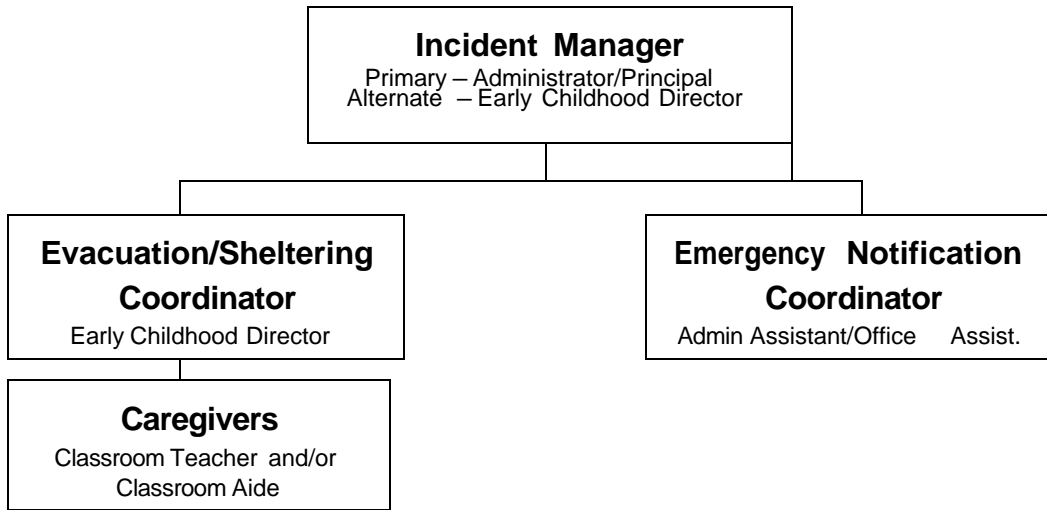 Incident Manager
Primary – Administrator/Principal
Alternate – Early Childhood Director
Evacuation/Sheltering
Coordinator
Early Childhood Director
Emergency Notification
Coordinator
Admin Assistant/Office Assist.
Caregivers
Classroom Teacher and/or
Classroom Aide